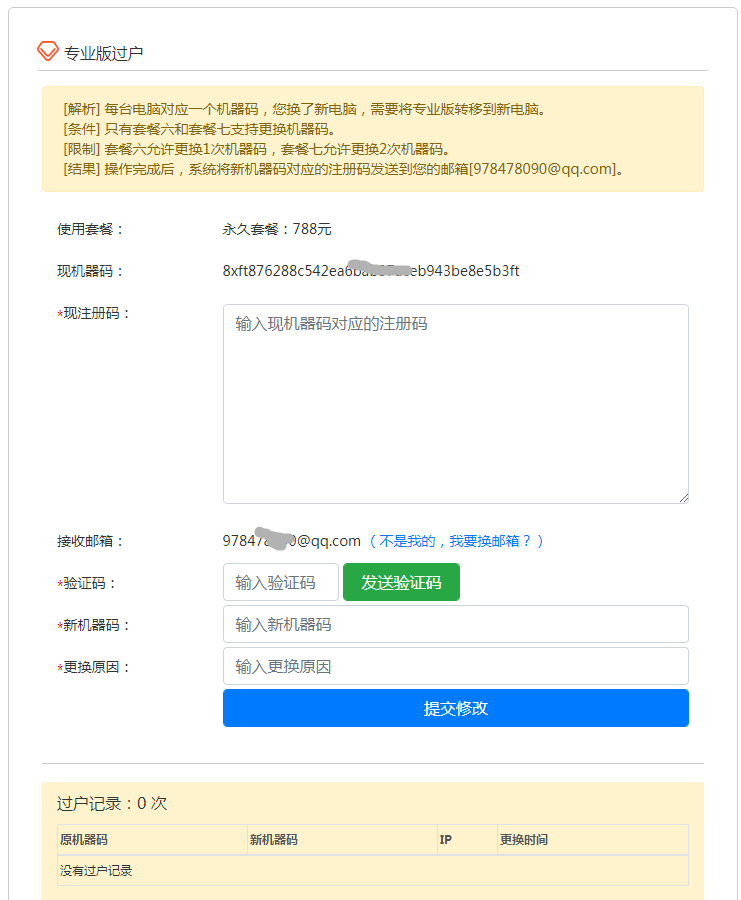 专业版过户
[解析] 每台电脑对应一个机器码，您换了新电脑，需要将专业版转移到新电脑。
[条件] 只有套餐六和套餐七支持更换机器码。
[限制] 套餐六允许更换1次机器码，套餐七允许更换2次机器码。
[结果] 操作完成后，系统将新机器码对应的注册码发送到您的邮箱[978478090@qq.com]。
使用套餐： 永久套餐：788元
现机器码：
*现注册码： 输入现机器码对应的注册码
接收邮箱： @qq.com （ 不是我的，我要换邮箱？ ）
*验证码： 输入验证码 发送验证码
*新机器码： 输入新机器码
*更换原因： 输入更换原因
提交修改
过户记录：0 次
原机器码 新机器码 IP 更换时间
没有过户记录